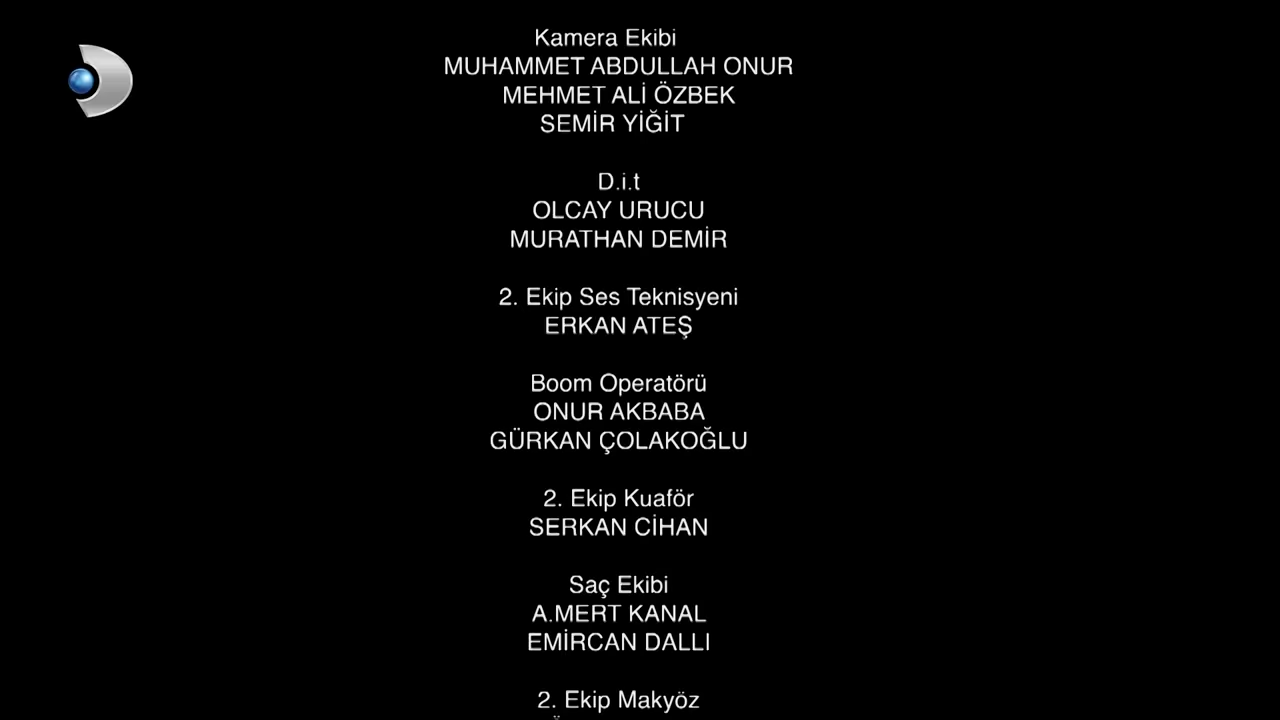 Kamera Ekibi
MUHAMMET ABDULLAH ONUR
MEHMET ALİ ÖZBEK
SEMİR YİĞİT
D.i.t
OLCAY URUCU
MURATHAN DEMİR
2. Ekip Ses Teknisyeni
ERKAN ATEŞ
Boom Operatörü
ONUR AKBABA
GÜRKAN ÇOLAKOĞLU
2. Ekip Kuaför
SERKAN CİHAN
Saç Ekibi
A.MERT KANAL
EMİRCAN DALLI
2. Ekip Makyöz